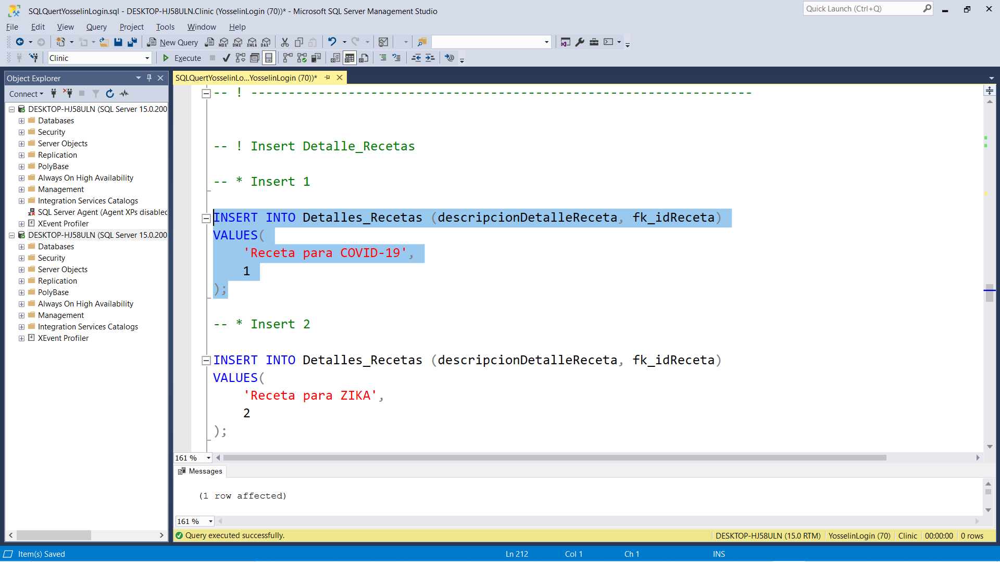 SQLQuertYosselinLogin.sql - DESKTOP-HJ58ULN.Clinic (YosselinLogin (70))* - Microsoft SQL Server Management Studio
Quick Launch (Ctrl+Q)
File Edit View Query Project Tools Window Help
New Query MDX DMX XMLA DAX
Clinic Execute
Object Explorer
Connect
DESKTOP-HJ58ULN (SQL Server 15.0.200
Databases
Security
Server Objects
Replication
PolyBase
Always On High Availability
Management
Integration Services Catalogs
SQL Server Agent (Agent XPs disabled
XEvent Profiler
DESKTOP-HJ58ULN (SQL Server 15.0.200
Databases
Security
Server Objects
Replication
PolyBase
Always On High Availability
Management
Integration Services Catalogs
XEvent Profiler
SQLQuertYosselinLo...YosselinLogin (70))*
-- ! -------------------------------------------------------------------
-- ! Insert Detalle_Recetas
-- * Insert 1
INSERT INTO Detalles_Recetas (descripcionDetalleReceta, fk_idReceta)
VALUES(
'Receta para COVID-19',
1
);
-- * Insert 2
INSERT INTO Detalles_Recetas (descripcionDetalleReceta, fk_idReceta)
VALUES(
'Receta para ZIKA',
2
);
161 %
Messages
(1 row affected)
161 %
Query executed successfully.
DESKTOP-HJ58ULN (15.0 RTM) YosselinLogin (70) Clinic 00:00:00 0 rows
Item(s) Saved Ln 212 Col 1 Ch 1 INS